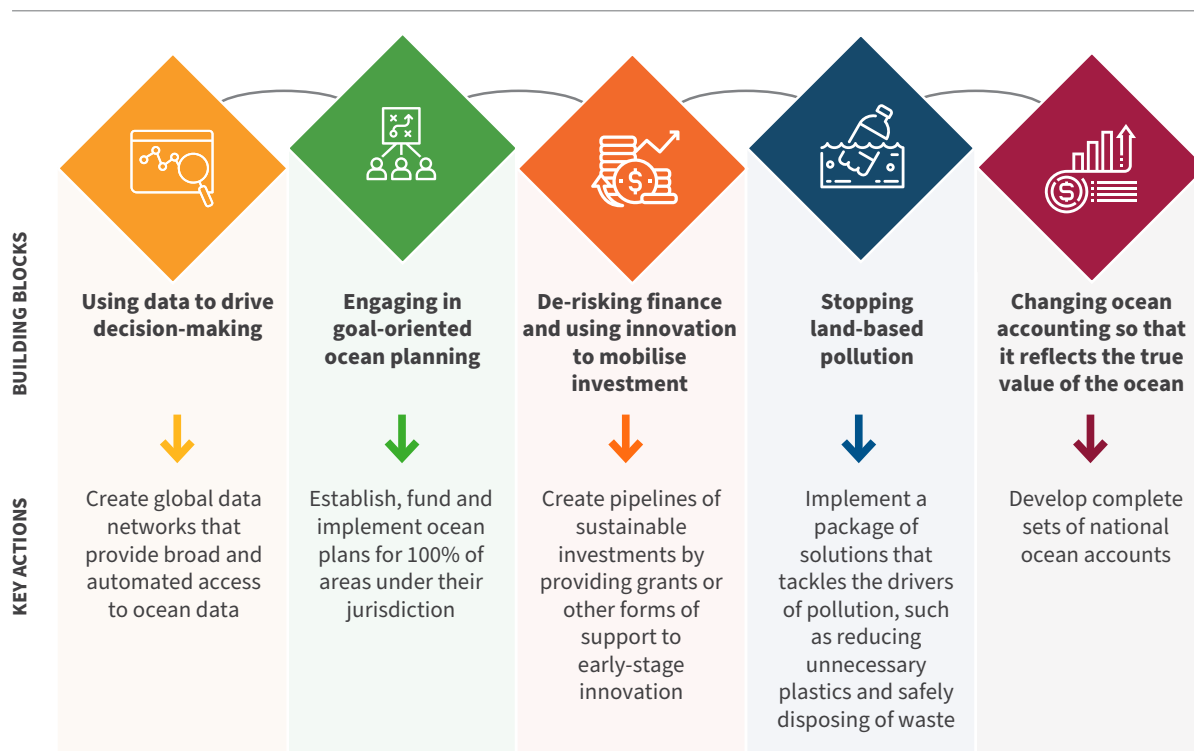 BUILDING BLOCKS
Using data to drive
decision-making
Engaging in
goal-oriented
ocean planning
De-risking finance
and using innovation
to mobilise
investment
Stopping
land-based
pollution
Changing ocean
accounting so that
it reflects the true
value of the ocean
KEY ACTIONS
Create global data
networks that
provide broad and
automated access
to ocean data
Establish, fund and
implement ocean
plans for 100% of
areas under their
jurisdiction
Create pipelines of
sustainable
investments by
providing grants or
other forms of
support to
early-stage
innovation
Implement a
package of
solutions that
tackles the drivers
of pollution, such
as reducing
unnecessary
plastics and safely
disposing of waste
Develop complete
sets of national
ocean accounts